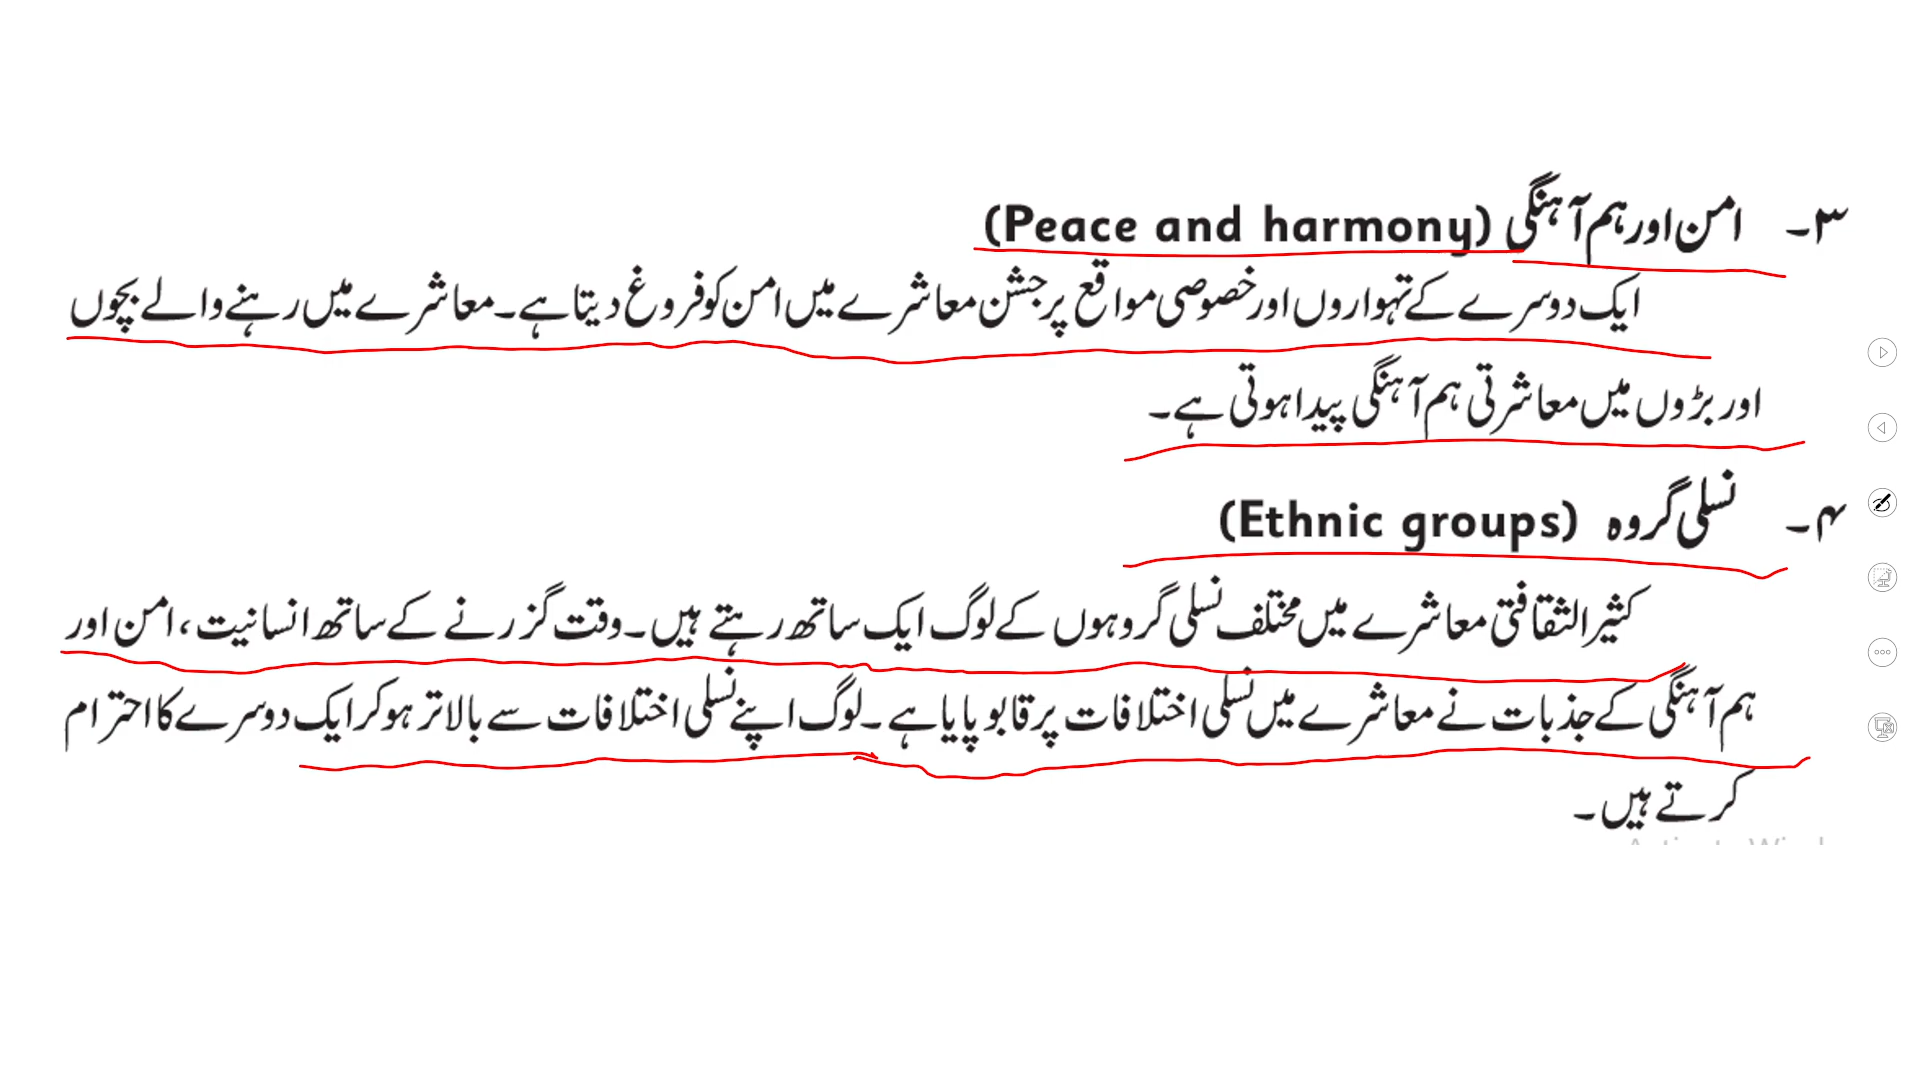 ۳۔ امن اور ہم آہنگی (Peace and harmony)
ایک دوسرے کے تہواروں اور خصوصی مواقع پر جشن معاشرے میں امن کو فروغ دیتا ہے۔ معاشرے میں رہنے والے بچوں
اور بڑوں میں معاشرتی ہم آہنگی پیدا ہوتی ہے۔
۴۔ نسلی گروہ (Ethnic groups)
کثیر الثقافتی معاشرے میں مختلف نسلی گروہوں کے لوگ ایک ساتھ رہتے ہیں۔ وقت گزرنے کے ساتھ انسانیت، امن اور
ہم آہنگی کے جذبات نے معاشرے میں نسلی اختلافات پر قابو پایا ہے۔ لوگ اپنے نسلی اختلافات سے بالاتر ہو کر ایک دوسرے کا احترام
کرتے ہیں۔